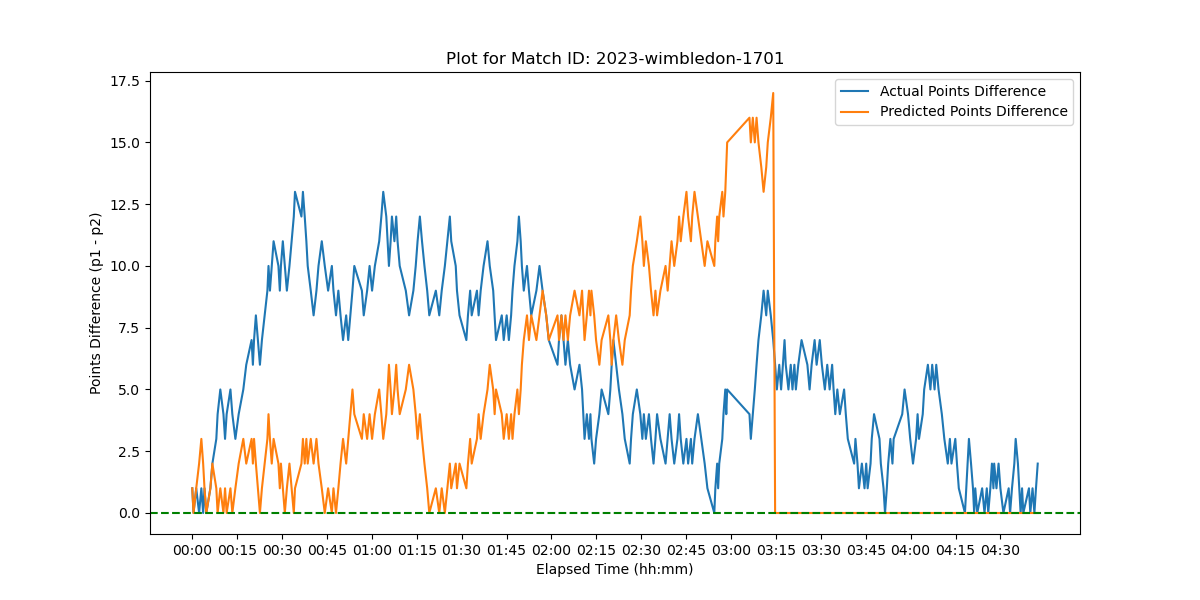 Plot for Match ID: 2023-wimbledon-1701
Actual Points Difference
Predicted Points Difference
Points Difference (p1 - p2)
17.5
15.0
12.5
10.0
7.5
5.0
2.5
0.0
00:00 00:15 00:30 00:45 01:00 01:15 01:30 01:45 02:00 02:15 02:30 02:45 03:00 03:15 03:30 03:45 04:00 04:15 04:30
Elapsed Time (hh:mm)